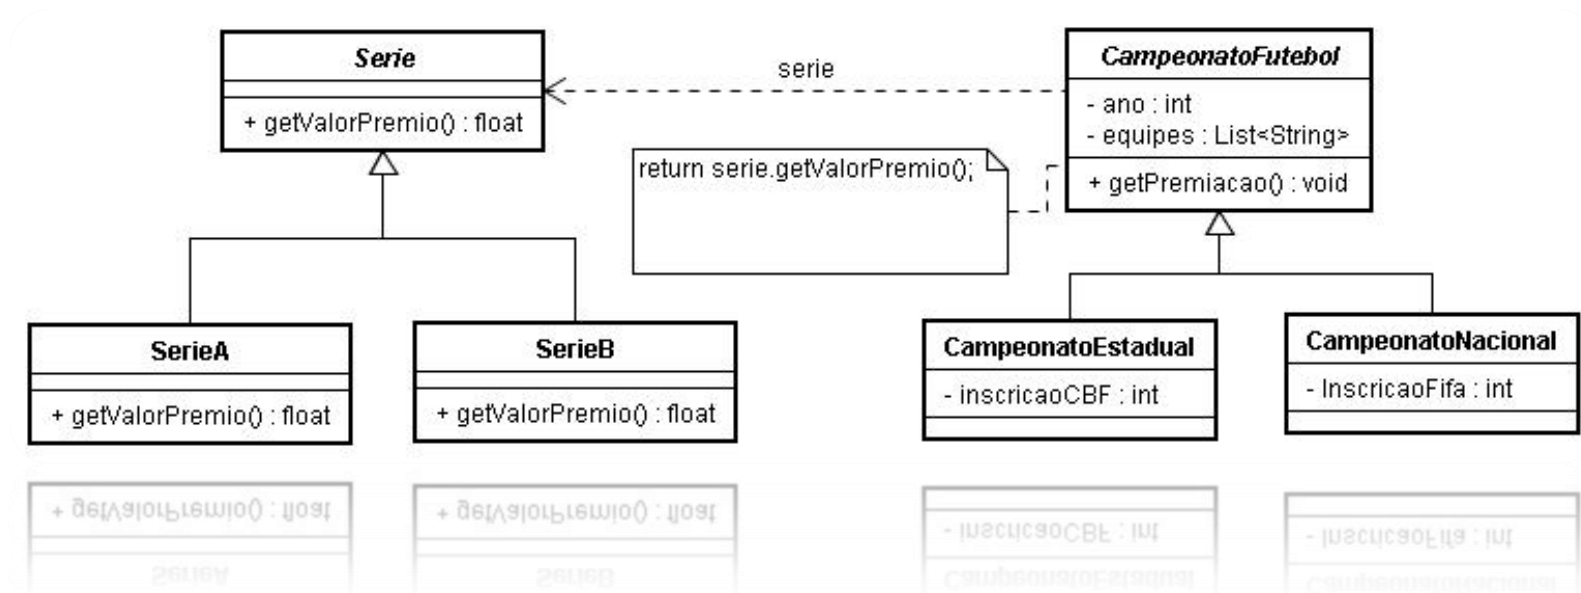 Serie
+ getValorPremio() : float
serie
CampeonatoFutebol
- ano : int
- equipes : List<String>
+ getPremiacao() : void
return serie.getValorPremio();
SerieA
+ getValorPremio() : float
SerieB
+ getValorPremio() : float
CampeonatoEstadual
- inscricaoCBF : int
CampeonatoNacional
- InscricaoFifa : int